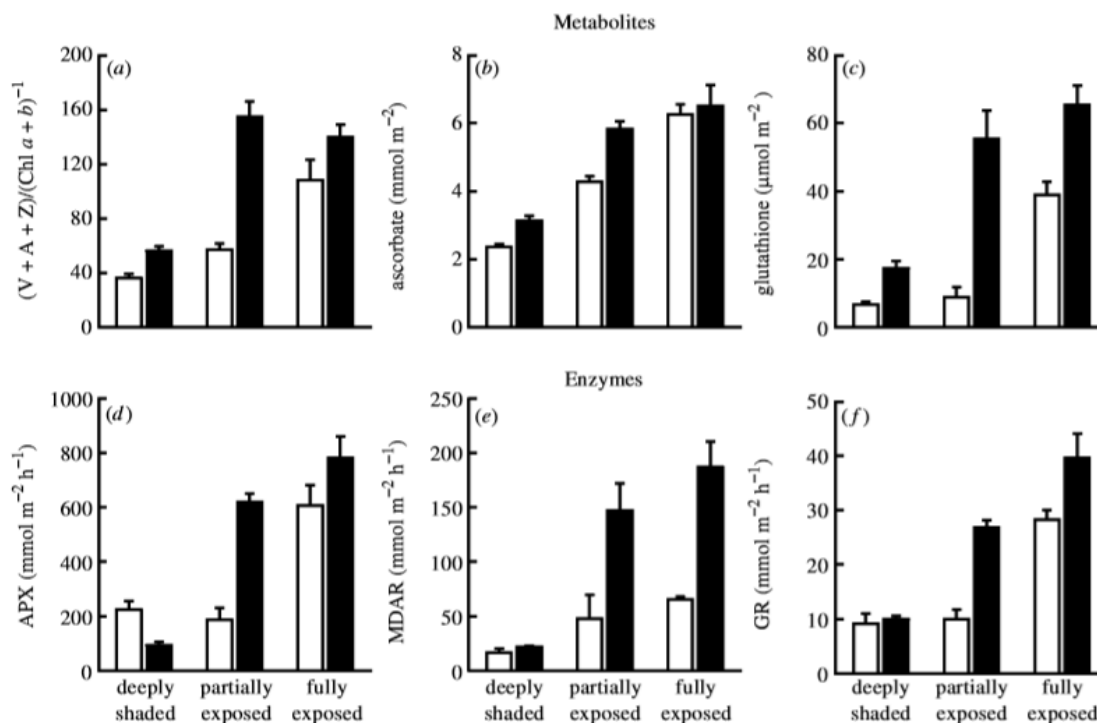 Metabolites
(a)
(V + A + Z)/(Chl a + b)⁻¹
200
160
120
80
40
0
(b)
ascorbate (mmol m⁻²)
8
6
4
2
0
(c)
glutathione (μmol m⁻²)
80
60
40
20
0
Enzymes
(d)
APX (mmol m⁻² h⁻¹)
1000
800
600
400
200
0
deeply
shaded
partially
exposed
fully
exposed
(e)
MDAR (mmol m⁻² h⁻¹)
250
200
150
100
50
0
deeply
shaded
partially
exposed
fully
exposed
(f)
GR (mmol m⁻² h⁻¹)
50
40
30
20
10
0
deeply
shaded
partially
exposed
fully
exposed